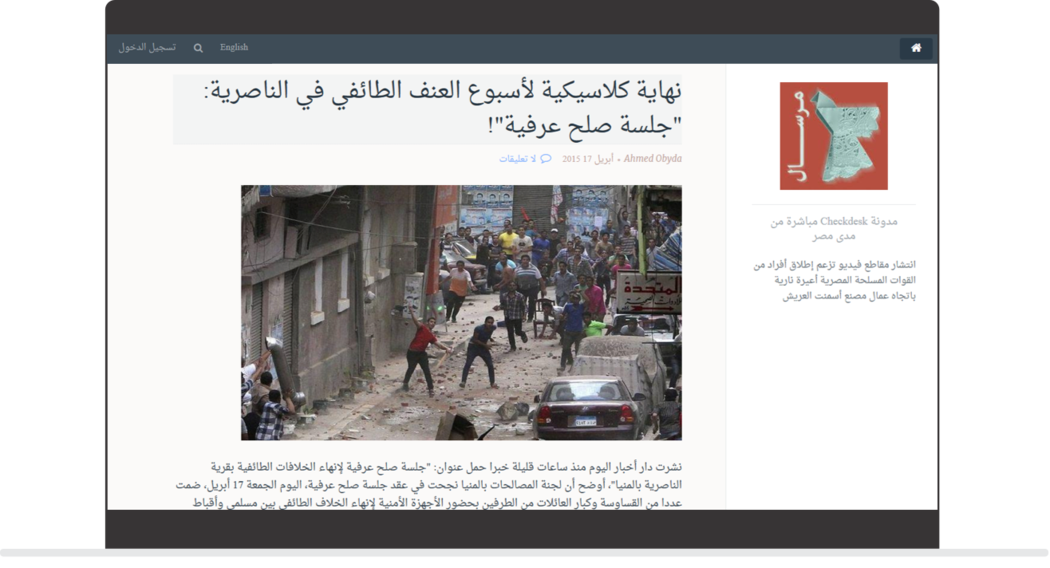 تسجيل الدخول
English
نهاية كلاسيكية لأسبوع العنف الطائفي في الناصرية:
"جلسة صلح عرفية"!
Ahmed Obyda • أبريل 17 2015 لا تعليقات
مرســـال
مدونة Checkdesk مباشرة من
مدى مصر
انتشار مقاطع فيديو تزعم إطلاق أفراد من
القوات المسلحة المصرية أعيرة نارية
باتجاه عمال مصنع أسمنت العريش
المتحدة
نشرت دار أخبار اليوم منذ ساعات قليلة خبرا حمل عنوان: "جلسة صلح عرفية لإنهاء الخلافات الطائفية بقرية
الناصرية بالمنيا"، أوضح أن لجنة المصالحات بالمنيا نجحت في عقد جلسة صلح عرفية، اليوم الجمعة 17 أبريل، ضمت
عددا من القساوسة وكبار العائلات من الطرفين بحضور الأجهزة الأمنية لإنهاء الخلاف الطائفي بين مسلمي وأقباط